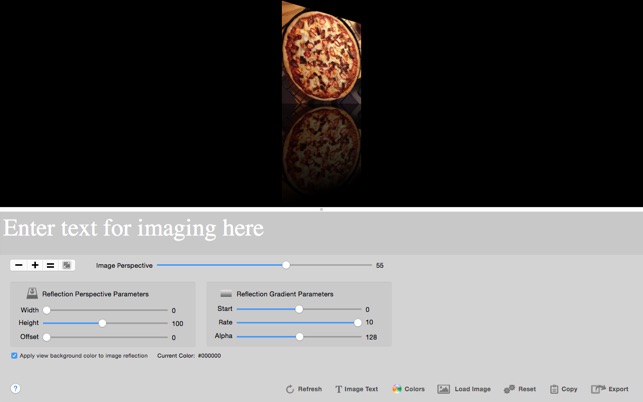 Enter text for imaging here
Image Perspective 55
Reflection Perspective Parameters
Width 0
Height 100
Offset 0
Reflection Gradient Parameters
Start 0
Rate 10
Alpha 128
Apply view background color to image reflection Current Color: #000000
? Refresh T Image Text Colors Load Image Reset Copy Export